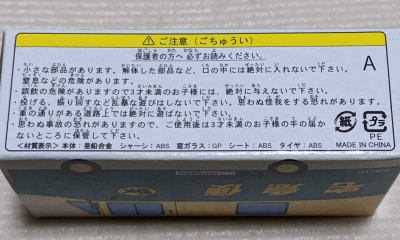 ⚠ ご注意（ごちゅうい）
保護者の方へ 必ずお読みください。
・小さな部品があります。解体した部品など、口の中には絶対に入れないで下さい。
窒息などの危険があります。
・誤飲の危険がありますので3才未満のお子様には、絶対に与えないで下さい。
・投げる、振り回すなど乱暴な遊びはしないで下さい。思わぬ怪我をする恐れがあります。
・車の通りがある道路上では絶対に遊ばないで下さい。
・思わぬ事故の恐れがありますので、ご使用後は3才未満のお子様の手の届か
ないところに保管して下さい。
<材質表示> 本体：亜鉛合金 シャーシ：ABS 窓ガラス：GP シート：ABS タイヤ：ABS
A
紙 プラ
PE
MADE IN CHINA
宅急便